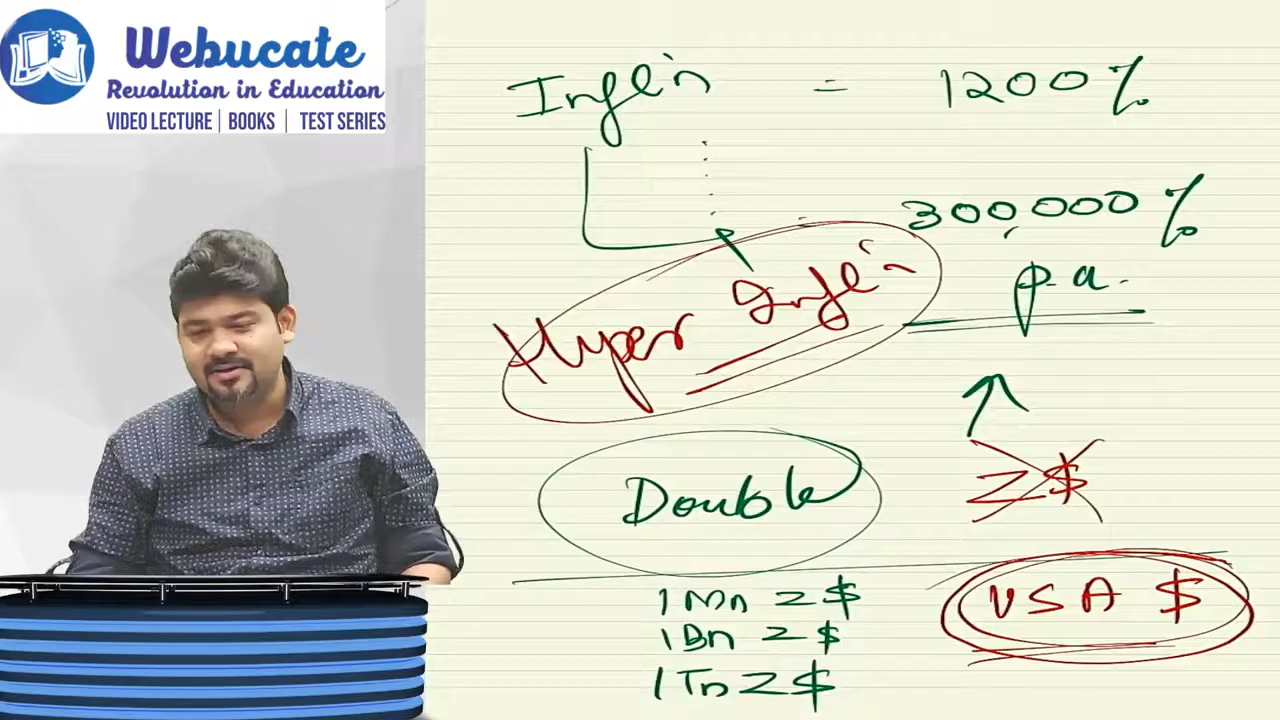 Webucate
Revolution in Education
VIDEO LECTURE | BOOKS | TEST SERIES
Infl'n = 1200%
300,000%
p.a.
Hyper Infl'n
Double
Z$
1 Mn Z$
1 Bn Z$
1 Tn Z$
USA $